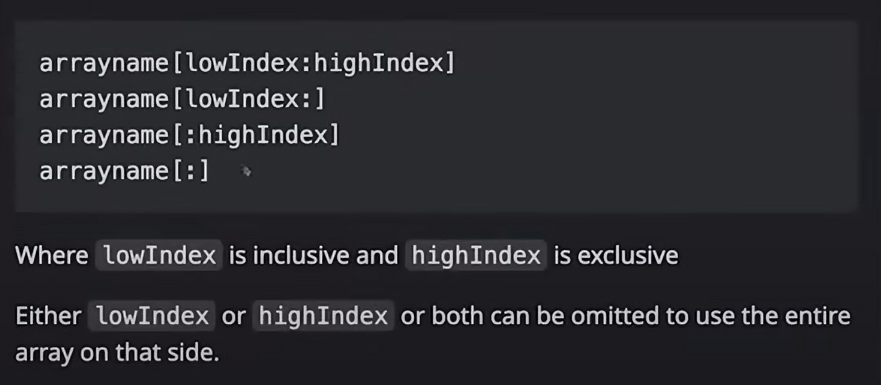 arrayname[lowIndex:highIndex]
arrayname[lowIndex:]
arrayname[:highIndex]
arrayname[:]
Where lowIndex is inclusive and highIndex is exclusive
Either lowIndex or highIndex or both can be omitted to use the entire
array on that side.